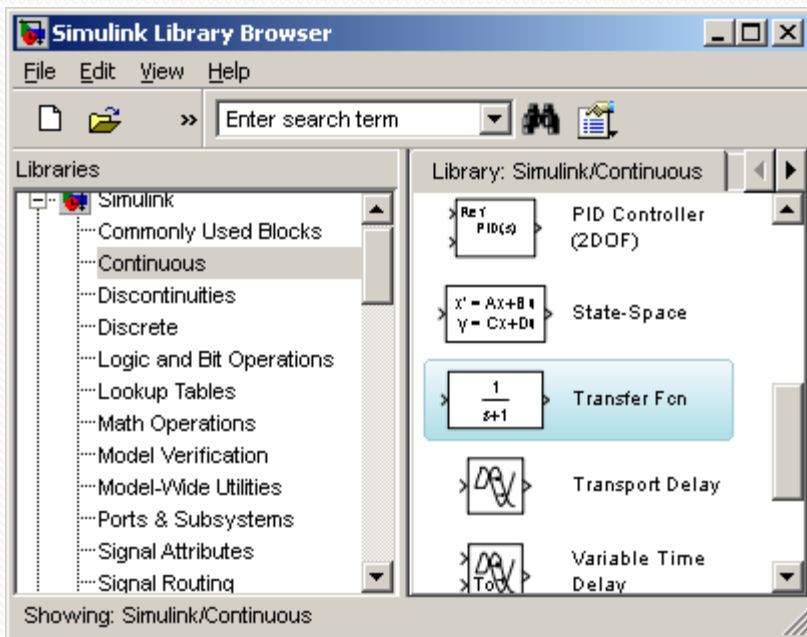 Simulink Library Browser
File Edit View Help
» Enter search term
Libraries
Library: Simulink/Continuous
Simulink
Commonly Used Blocks
Continuous
Discontinuities
Discrete
Logic and Bit Operations
Lookup Tables
Math Operations
Model Verification
Model-Wide Utilities
Ports & Subsystems
Signal Attributes
Signal Routing
Ref
PID(s)
PID Controller
(2DOF)
x' = Ax+Bu
y = Cx+Du
State-Space
1
s+1
Transfer Fcn
Transport Delay
To
Variable Time
Delay
Showing: Simulink/Continuous